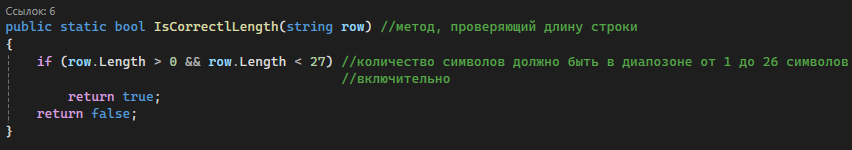 Ссылок: 6
public static bool IsCorrectlLength(string row) //метод, проверяющий длину строки
{
if (row.Length > 0 && row.Length < 27) //количество символов должно быть в диапозоне от 1 до 26 символов
//включительно
return true;
return false;
}